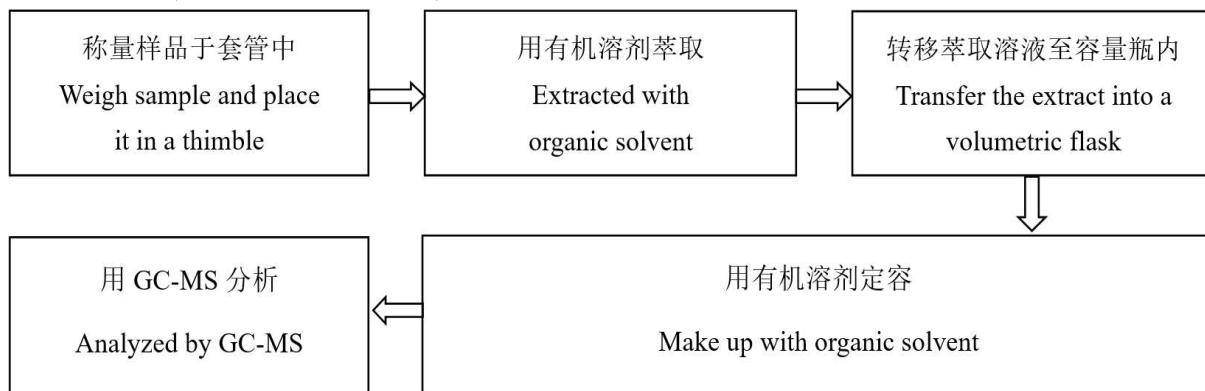 称量样品于套管中
Weigh sample and place
it in a thimble
用有机溶剂萃取
Extracted with
organic solvent
转移萃取溶液至容量瓶内
Transfer the extract into a
volumetric flask
用有机溶剂定容
Make up with organic solvent
用 GC-MS 分析
Analyzed by GC-MS